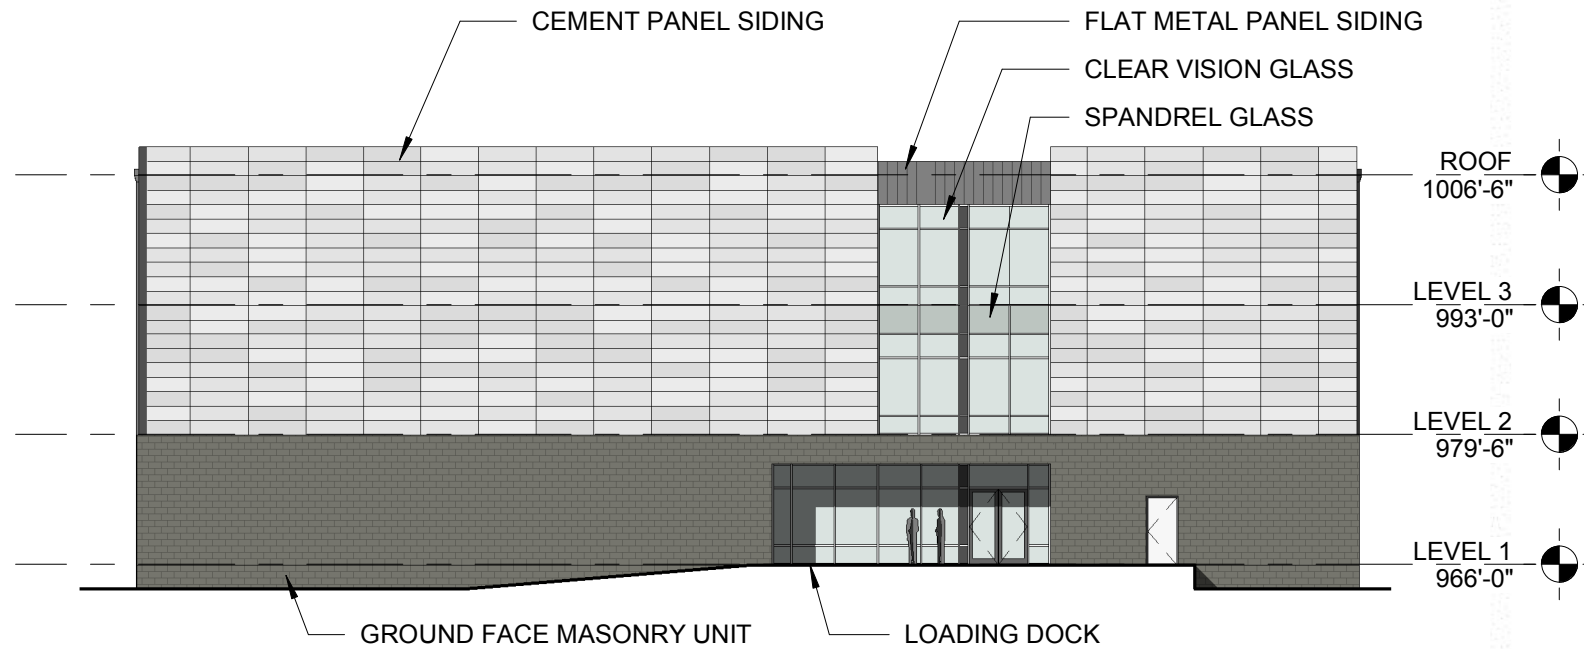 CEMENT PANEL SIDING
FLAT METAL PANEL SIDING
CLEAR VISION GLASS
SPANDREL GLASS
ROOF
1006'-6"
LEVEL 3
993'-0"
LEVEL 2
979'-6"
LEVEL 1
966'-0"
GROUND FACE MASONRY UNIT
LOADING DOCK